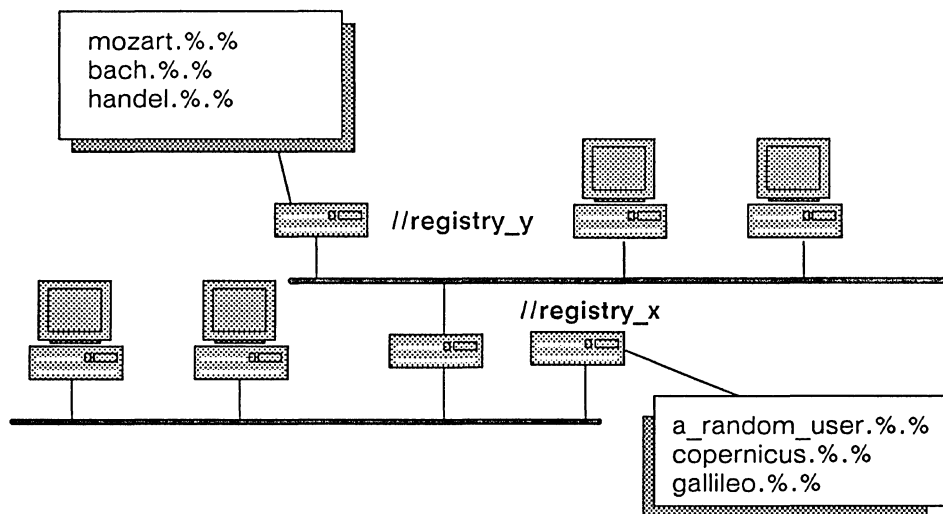 mozart.%.%
bach.%.%
handel.%.%
//registry_y
//registry_x
a_random_user.%.%
copernicus.%.%
gallileo.%.%